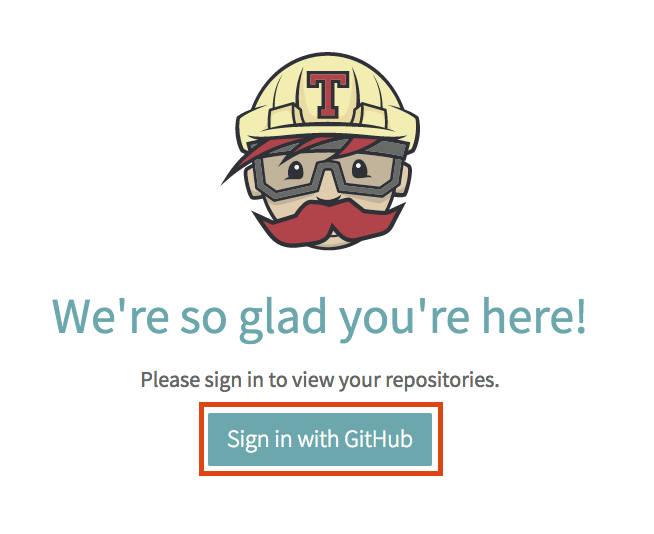 T
We're so glad you're here!
Please sign in to view your repositories.
Sign in with GitHub